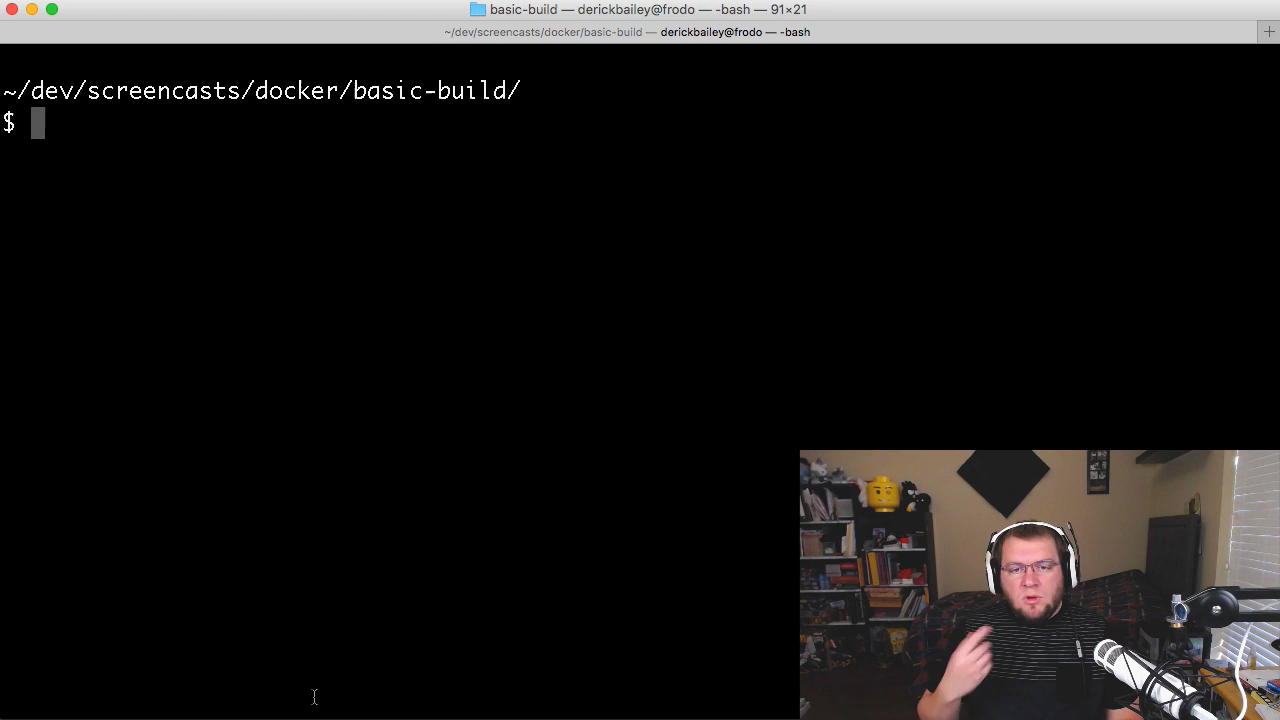 basic-build — derickbailey@frodo — -bash — 91×21
~/dev/screencasts/docker/basic-build — derickbailey@frodo — -bash
~/dev/screencasts/docker/basic-build/
$